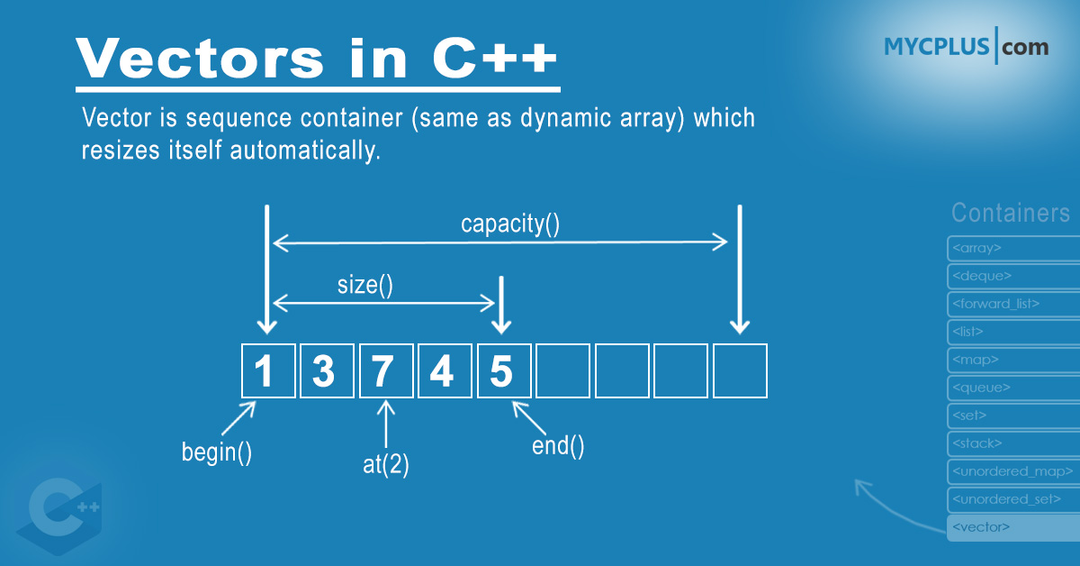 Vectors in C++
MYCPLUS|com
Vector is sequence container (same as dynamic array) which
resizes itself automatically.
capacity()
size()
1 3 7 4 5
begin()
at(2)
end()
Containers
<array>
<deque>
<forward_list>
<list>
<map>
<queue>
<set>
<stack>
<unordered_map>
<unordered_set>
<vector>
C++